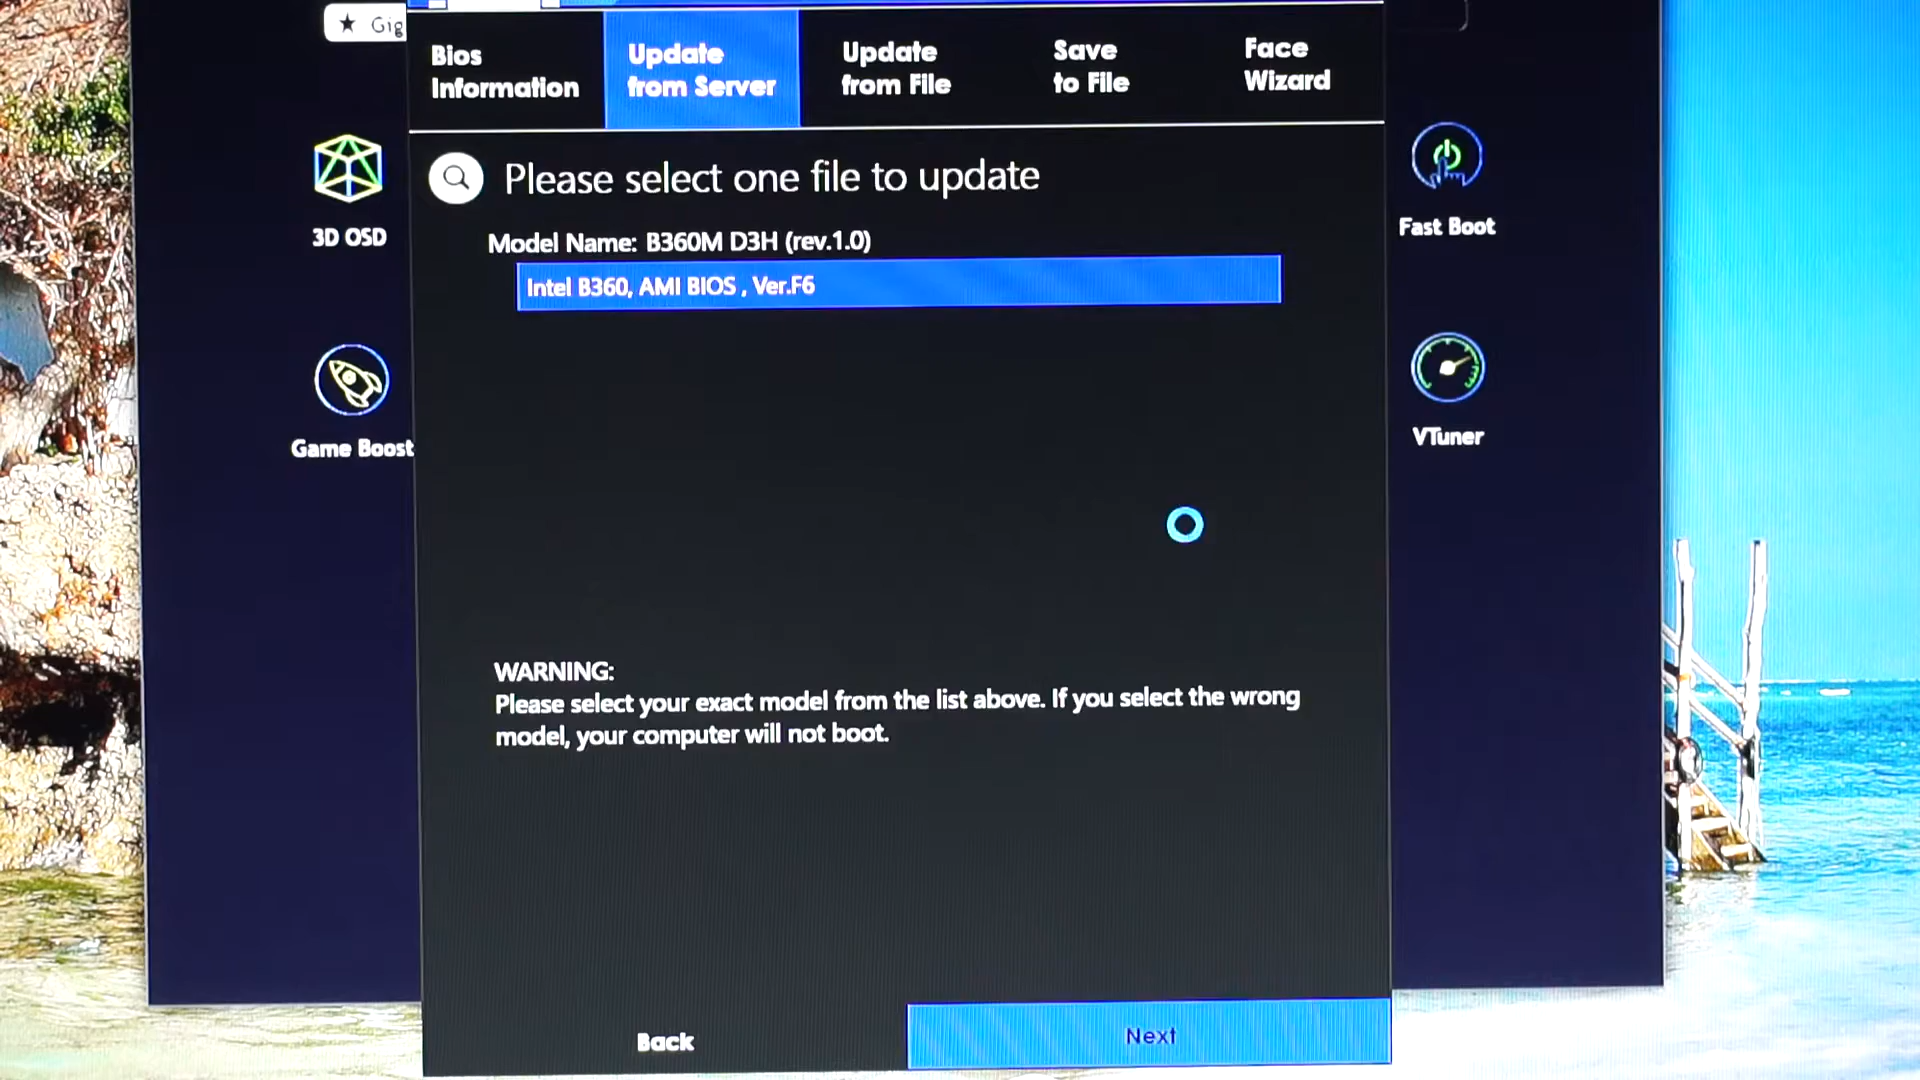 Gig
Bios
Information
Update
from Server
Update
from File
Save
to File
Face
Wizard
Please select one file to update
Model Name: B360M D3H (rev.1.0)
Intel B360, AMI BIOS , Ver.F6
3D OSD
Game Boost
Fast Boot
VTuner
WARNING:
Please select your exact model from the list above. If you select the wrong
model, your computer will not boot.
Back
Next